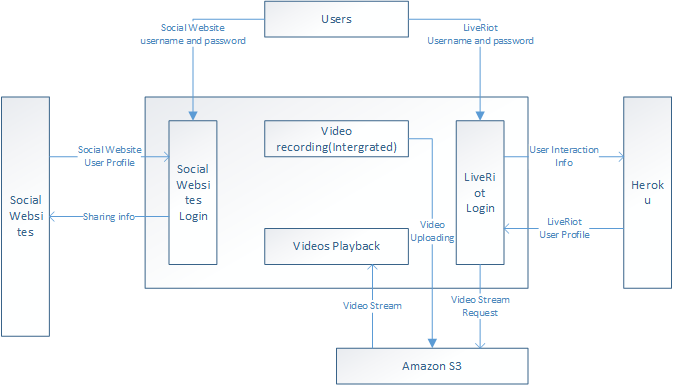 Users
Social Website
username and password
LiveRiot
Username and password
Social Website
User Profile
Sharing info
Social
Websi
tes
Social
Websi
tes
Login
Video
recording(Intergrated)
Videos Playback
Video
Uploading
LiveRi
ot
Login
User Interaction
Info
LiveRiot
User Profile
Herok
u
Video Stream
Video Stream
Request
Amazon S3